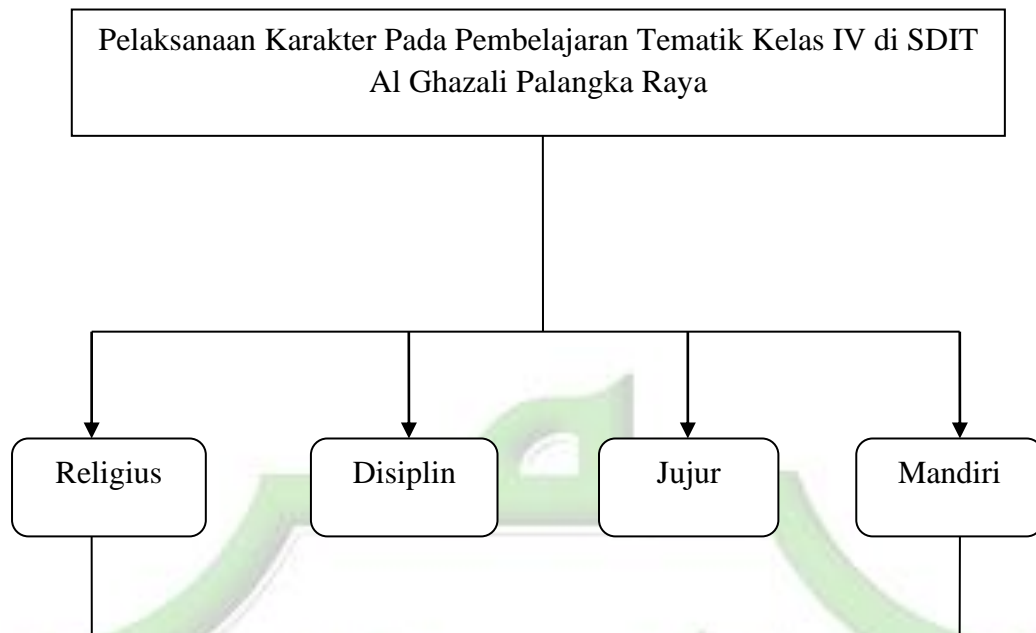 Pelaksanaan Karakter Pada Pembelajaran Tematik Kelas IV di SDIT
Al Ghazali Palangka Raya
Religius
Disiplin
Jujur
Mandiri